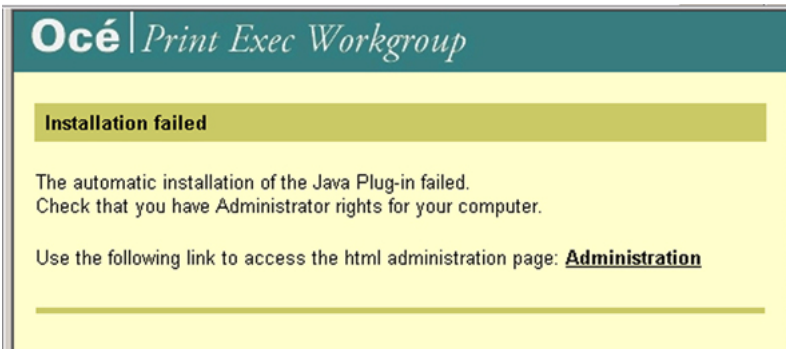 Océ | Print Exec Workgroup
Installation failed
The automatic installation of the Java Plug-in failed.
Check that you have Administrator rights for your computer.
Use the following link to access the html administration page: Administration